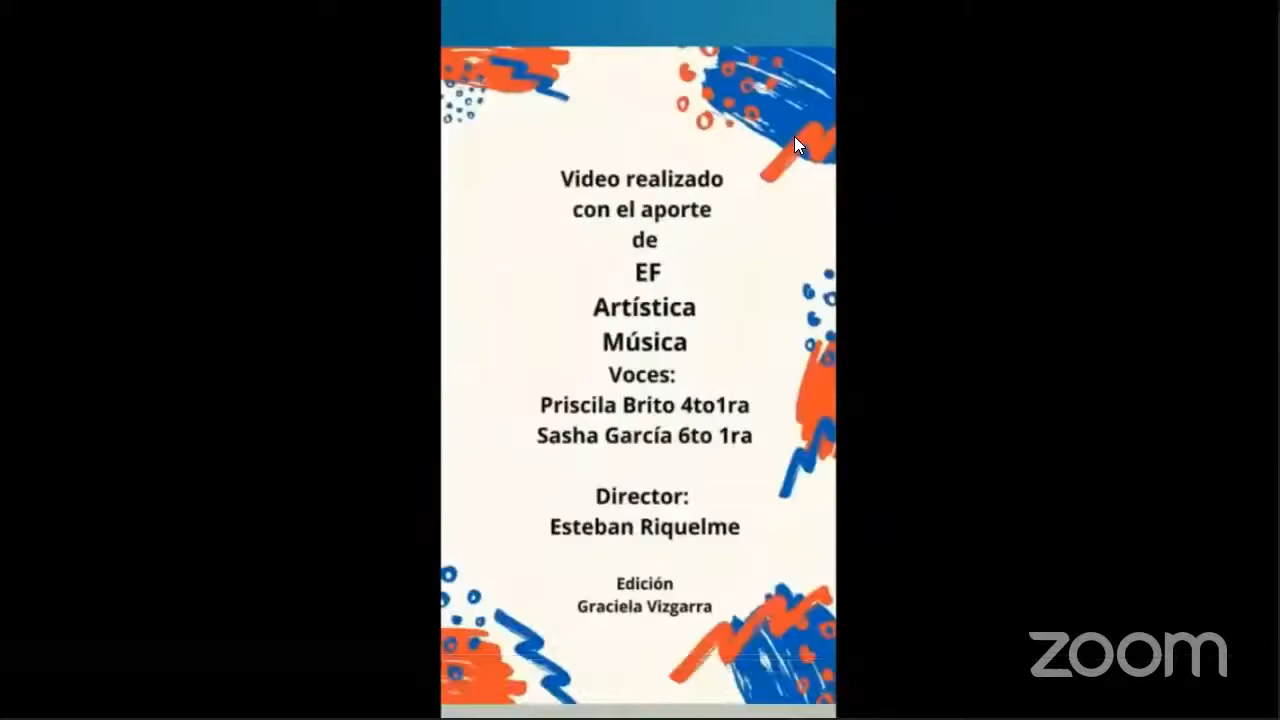 Video realizado
con el aporte
de
EF
Artística
Música
Voces:
Priscila Brito 4to1ra
Sasha García 6to 1ra
Director:
Esteban Riquelme
Edición
Graciela Vizgarra
zoom